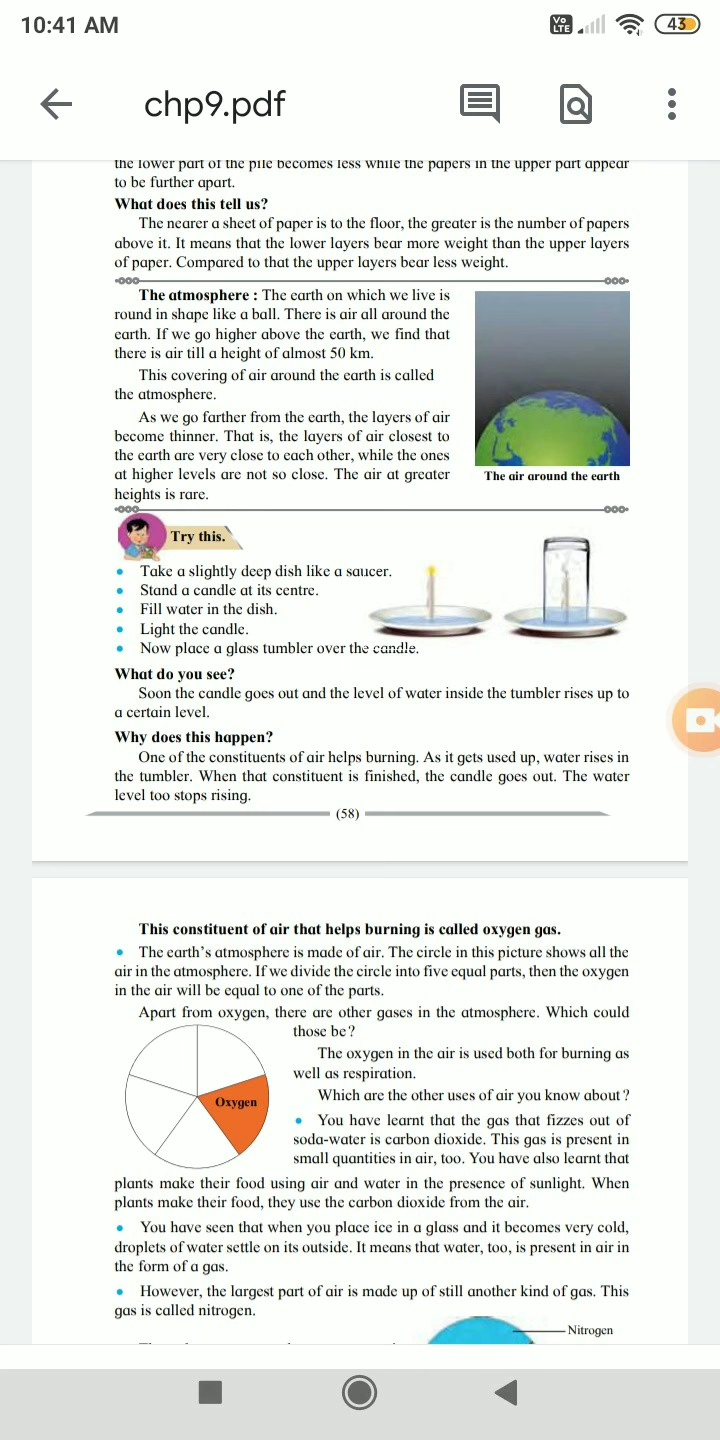 10:41 AM
Vo
LTE
43
chp9.pdf
the lower part of the pile becomes less while the papers in the upper part appear
to be further apart.
What does this tell us?
The nearer a sheet of paper is to the floor, the greater is the number of papers
above it. It means that the lower layers bear more weight than the upper layers
of paper. Compared to that the upper layers bear less weight.
The atmosphere : The earth on which we live is
round in shape like a ball. There is air all around the
earth. If we go higher above the earth, we find that
there is air till a height of almost 50 km.
This covering of air around the earth is called
the atmosphere.
As we go farther from the earth, the layers of air
become thinner. That is, the layers of air closest to
the earth are very close to each other, while the ones
at higher levels are not so close. The air at greater
heights is rare.
The air around the earth
Try this.
• Take a slightly deep dish like a saucer.
• Stand a candle at its centre.
• Fill water in the dish.
• Light the candle.
• Now place a glass tumbler over the candle.
What do you see?
Soon the candle goes out and the level of water inside the tumbler rises up to
a certain level.
Why does this happen?
One of the constituents of air helps burning. As it gets used up, water rises in
the tumbler. When that constituent is finished, the candle goes out. The water
level too stops rising.
(58)
This constituent of air that helps burning is called oxygen gas.
• The earth's atmosphere is made of air. The circle in this picture shows all the
air in the atmosphere. If we divide the circle into five equal parts, then the oxygen
in the air will be equal to one of the parts.
Apart from oxygen, there are other gases in the atmosphere. Which could
those be?
The oxygen in the air is used both for burning as
well as respiration.
Which are the other uses of air you know about?
Oxygen
• You have learnt that the gas that fizzes out of
soda-water is carbon dioxide. This gas is present in
small quantities in air, too. You have also learnt that
plants make their food using air and water in the presence of sunlight. When
plants make their food, they use the carbon dioxide from the air.
• You have seen that when you place ice in a glass and it becomes very cold,
droplets of water settle on its outside. It means that water, too, is present in air in
the form of a gas.
• However, the largest part of air is made up of still another kind of gas. This
gas is called nitrogen.
Nitrogen